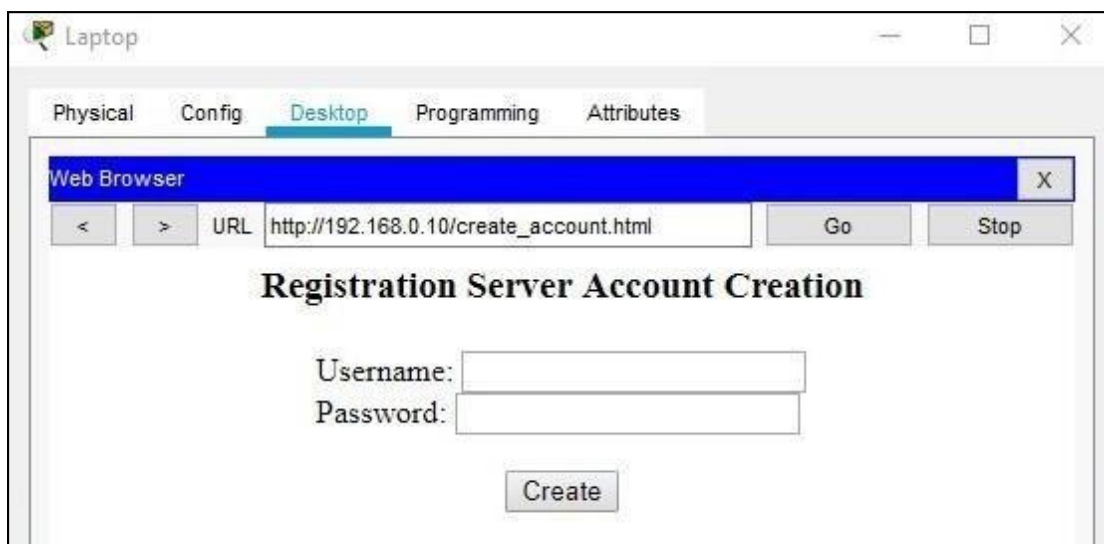 Laptop
Physical Config Desktop Programming Attributes
Web Browser X
< > URL http://192.168.0.10/create_account.html Go Stop
Registration Server Account Creation
Username:
Password:
Create